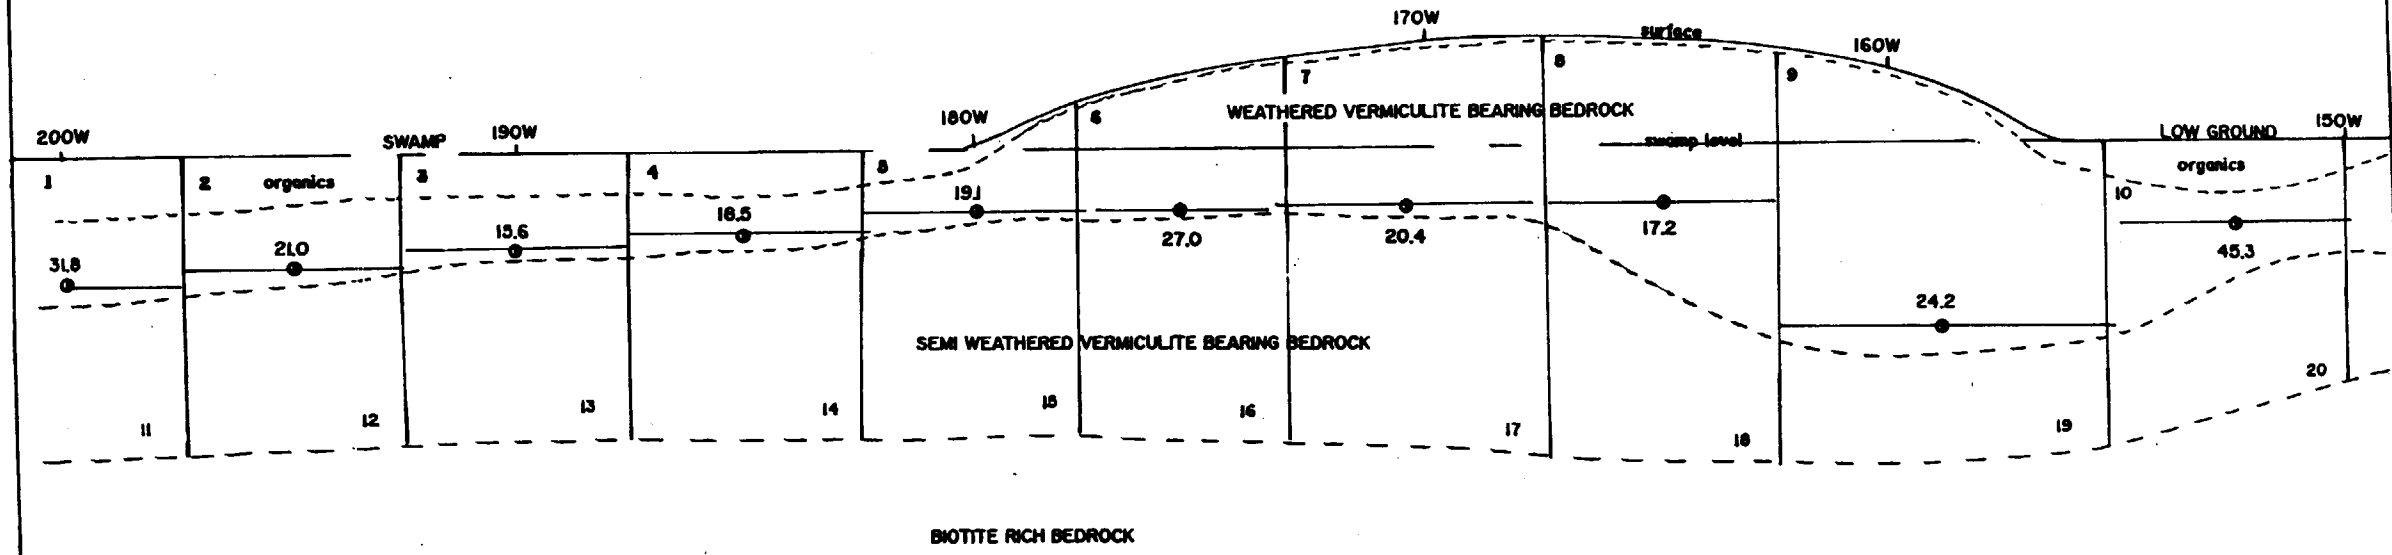 170W
surface
160W
8
7
9
WEATHERED VERMICULITE BEARING BEDROCK
6
180W
150W
200W
SWAMP
190W
LOW GROUND
swamp level
organics
1
2
organics
3
4
5
10
19.1
18.5
15.6
21.0
31.8
27.0
20.4
17.2
45.3
24.2
SEMI WEATHERED VERMICULITE BEARING BEDROCK
20
11
12
13
14
15
16
17
18
19
BIOTITE RICH BEDROCK